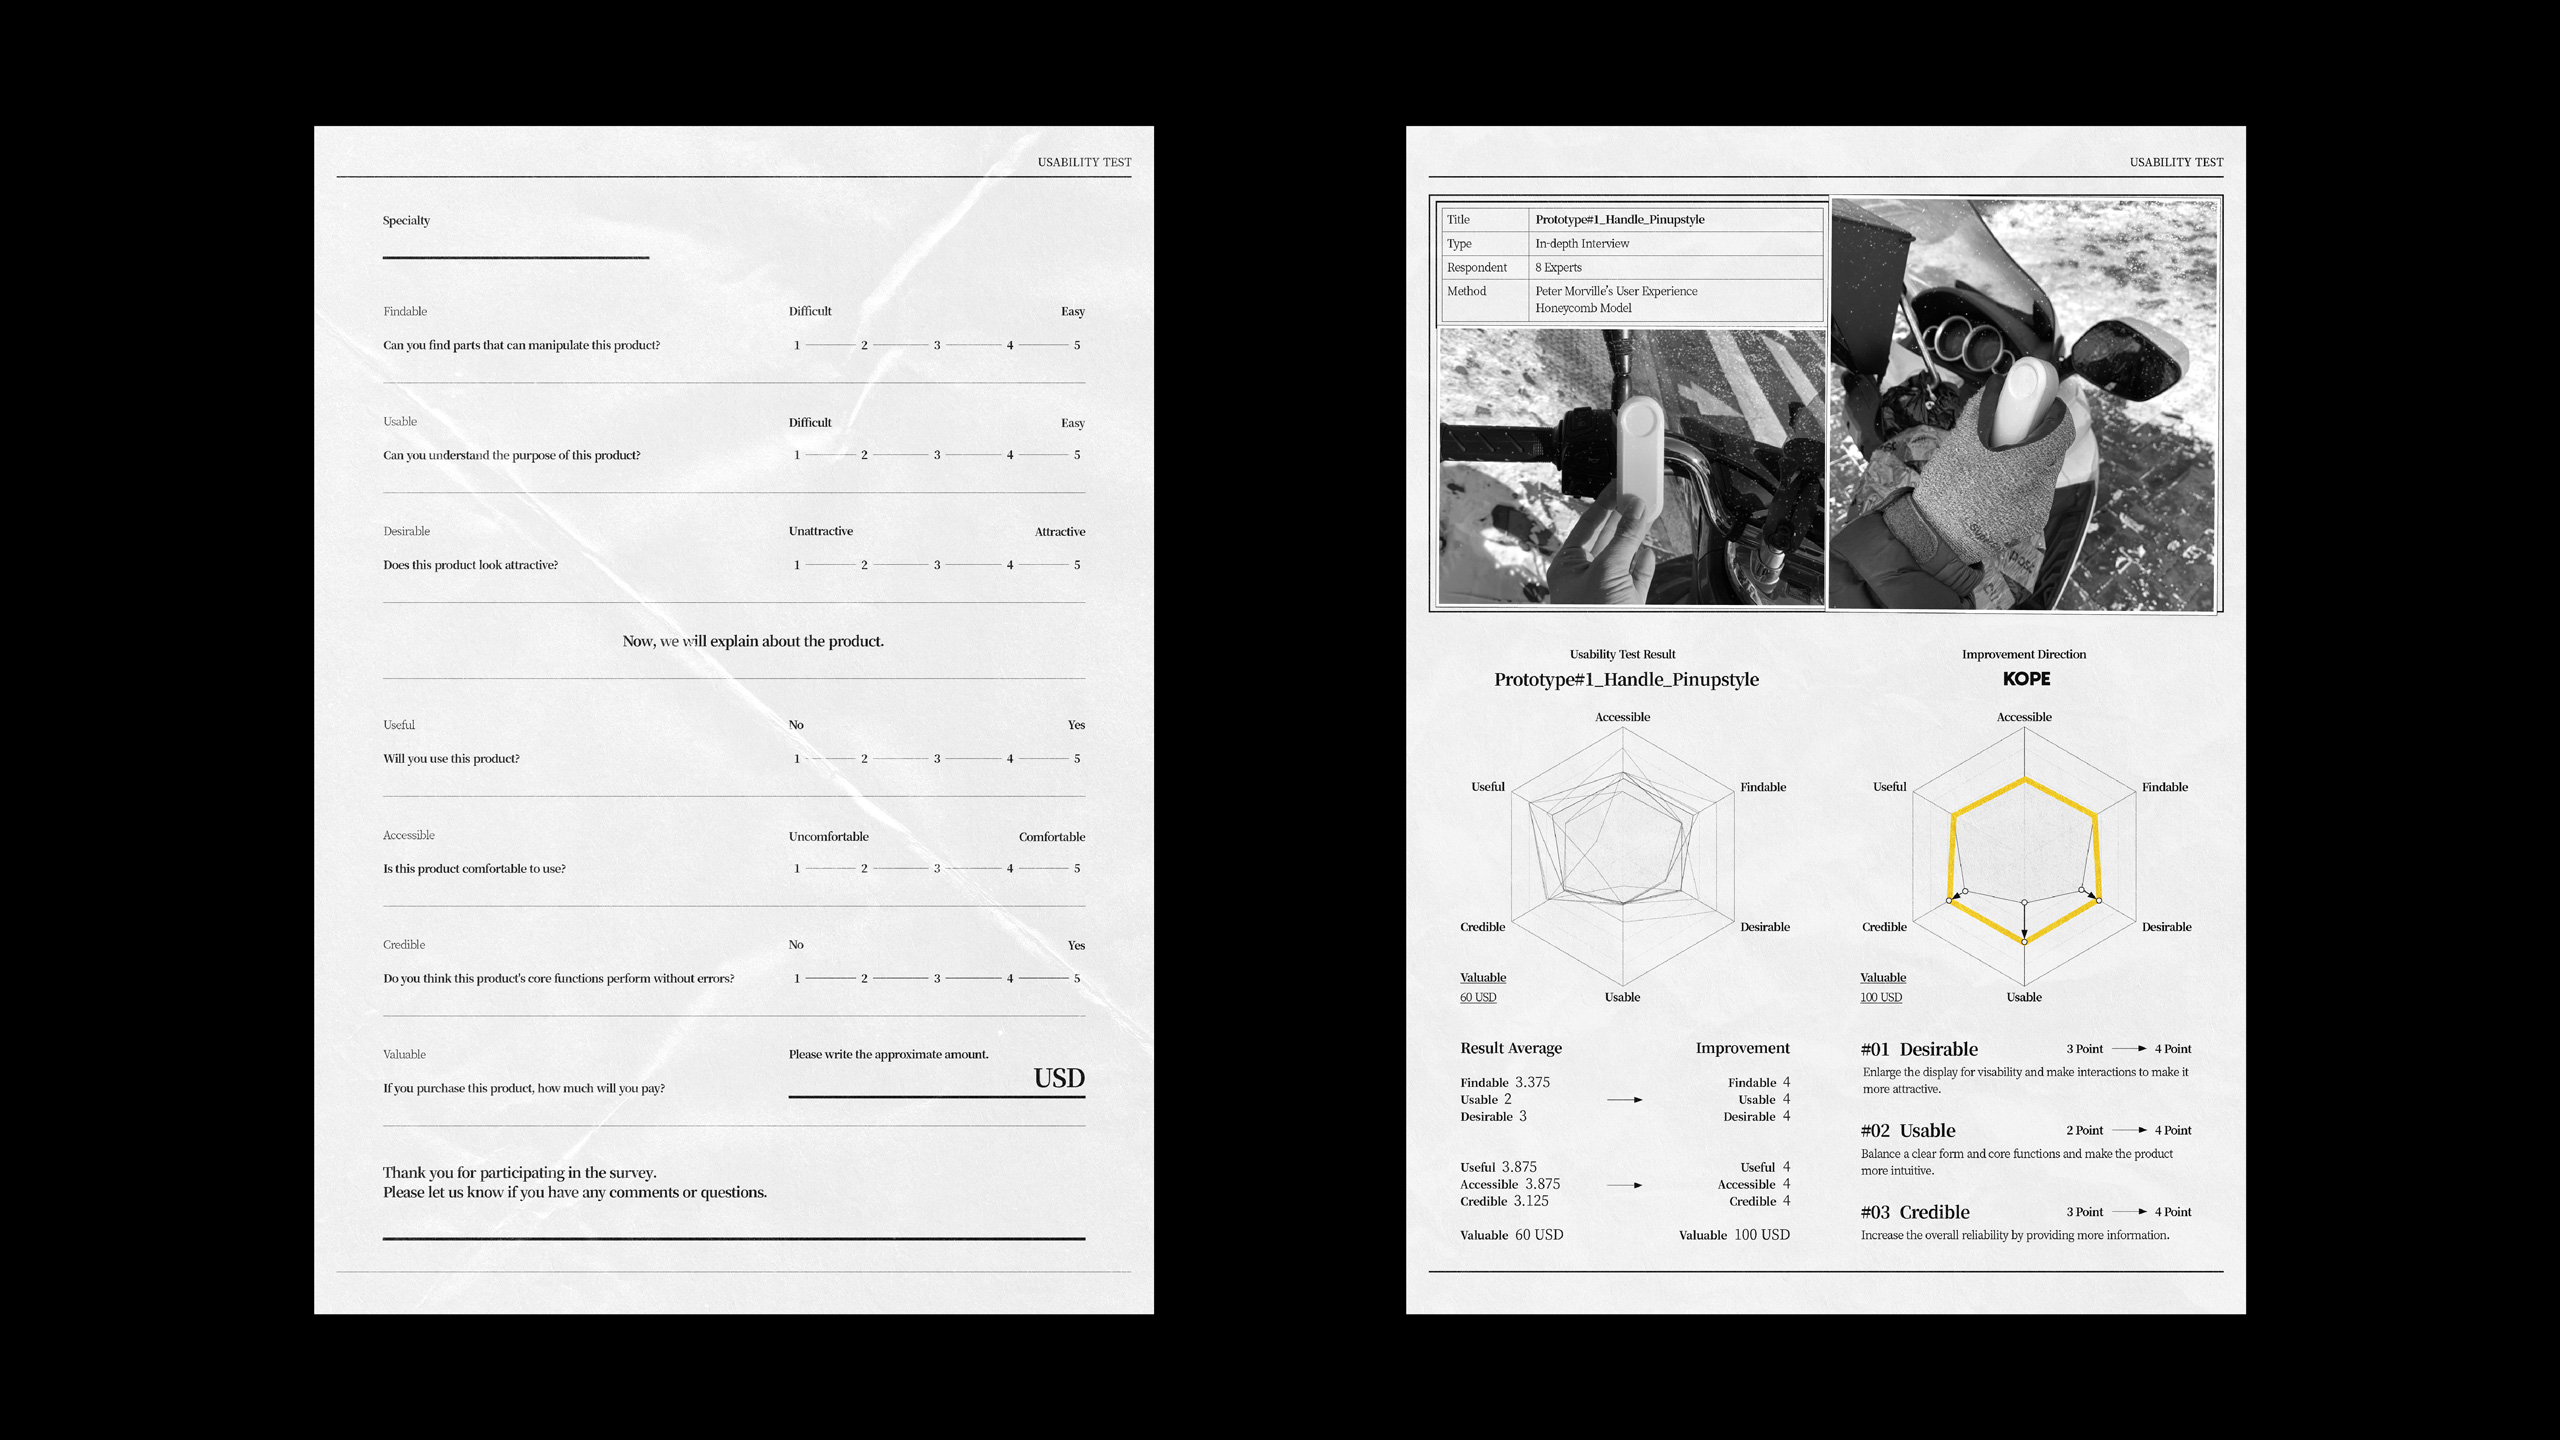 USABILITY TEST
Specialty
Findable
Difficult
Easy
Can you find parts that can manipulate this product?
1 2 3 4 5
Usable
Difficult
Easy
Can you understand the purpose of this product?
1 2 3 4 5
Desirable
Unattractive
Attractive
Does this product look attractive?
1 2 3 4 5
Now, we will explain about the product.
Useful
No
Yes
Will you use this product?
1 2 3 4 5
Accessible
Uncomfortable
Comfortable
Is this product comfortable to use?
1 2 3 4 5
Credible
No
Yes
Do you think this product's core functions perform without errors?
1 2 3 4 5
Valuable
Please write the approximate amount.
If you purchase this product, how much will you pay?
USD
Thank you for participating in the survey.
Please let us know if you have any comments or questions.
USABILITY TEST
Title Prototype#1_Handle_Pinupstyle
Type In-depth Interview
Respondent 8 Experts
Method Peter Morville's User Experience
Honeycomb Model
Usability Test Result
Prototype#1_Handle_Pinupstyle
Accessible
Useful
Findable
Credible
Desirable
Valuable
60 USD
Usable
Improvement Direction
KOPE
Accessible
Useful
Findable
Credible
Desirable
Valuable
100 USD
Usable
Result Average
Improvement
Findable 3.375
Findable 4
Usable 2
Usable 4
Desirable 3
Desirable 4
Useful 3.875
Useful 4
Accessible 3.875
Accessible 4
Credible 3.125
Credible 4
Valuable 60 USD
Valuable 100 USD
#01 Desirable 3 Point 4 Point
Enlarge the display for visability and make interactions to make it
more attractive.
#02 Usable 2 Point 4 Point
Balance a clear form and core functions and make the product
more intuitive.
#03 Credible 3 Point 4 Point
Increase the overall reliability by providing more information.